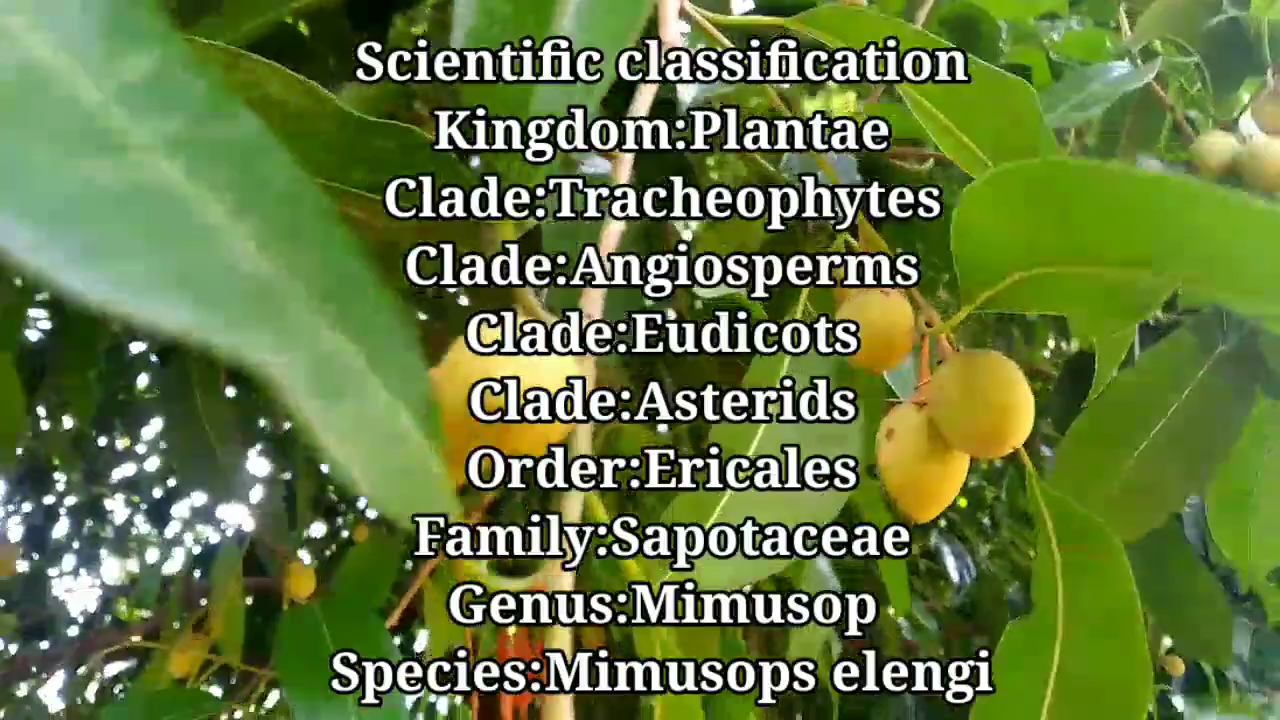 Scientific classification
Kingdom:Plantae
Clade:Tracheophytes
Clade:Angiosperms
Clade:Eudicots
Clade:Asterids
Order:Ericales
Family:Sapotaceae
Genus:Mimusop
Species:Mimusops elengi